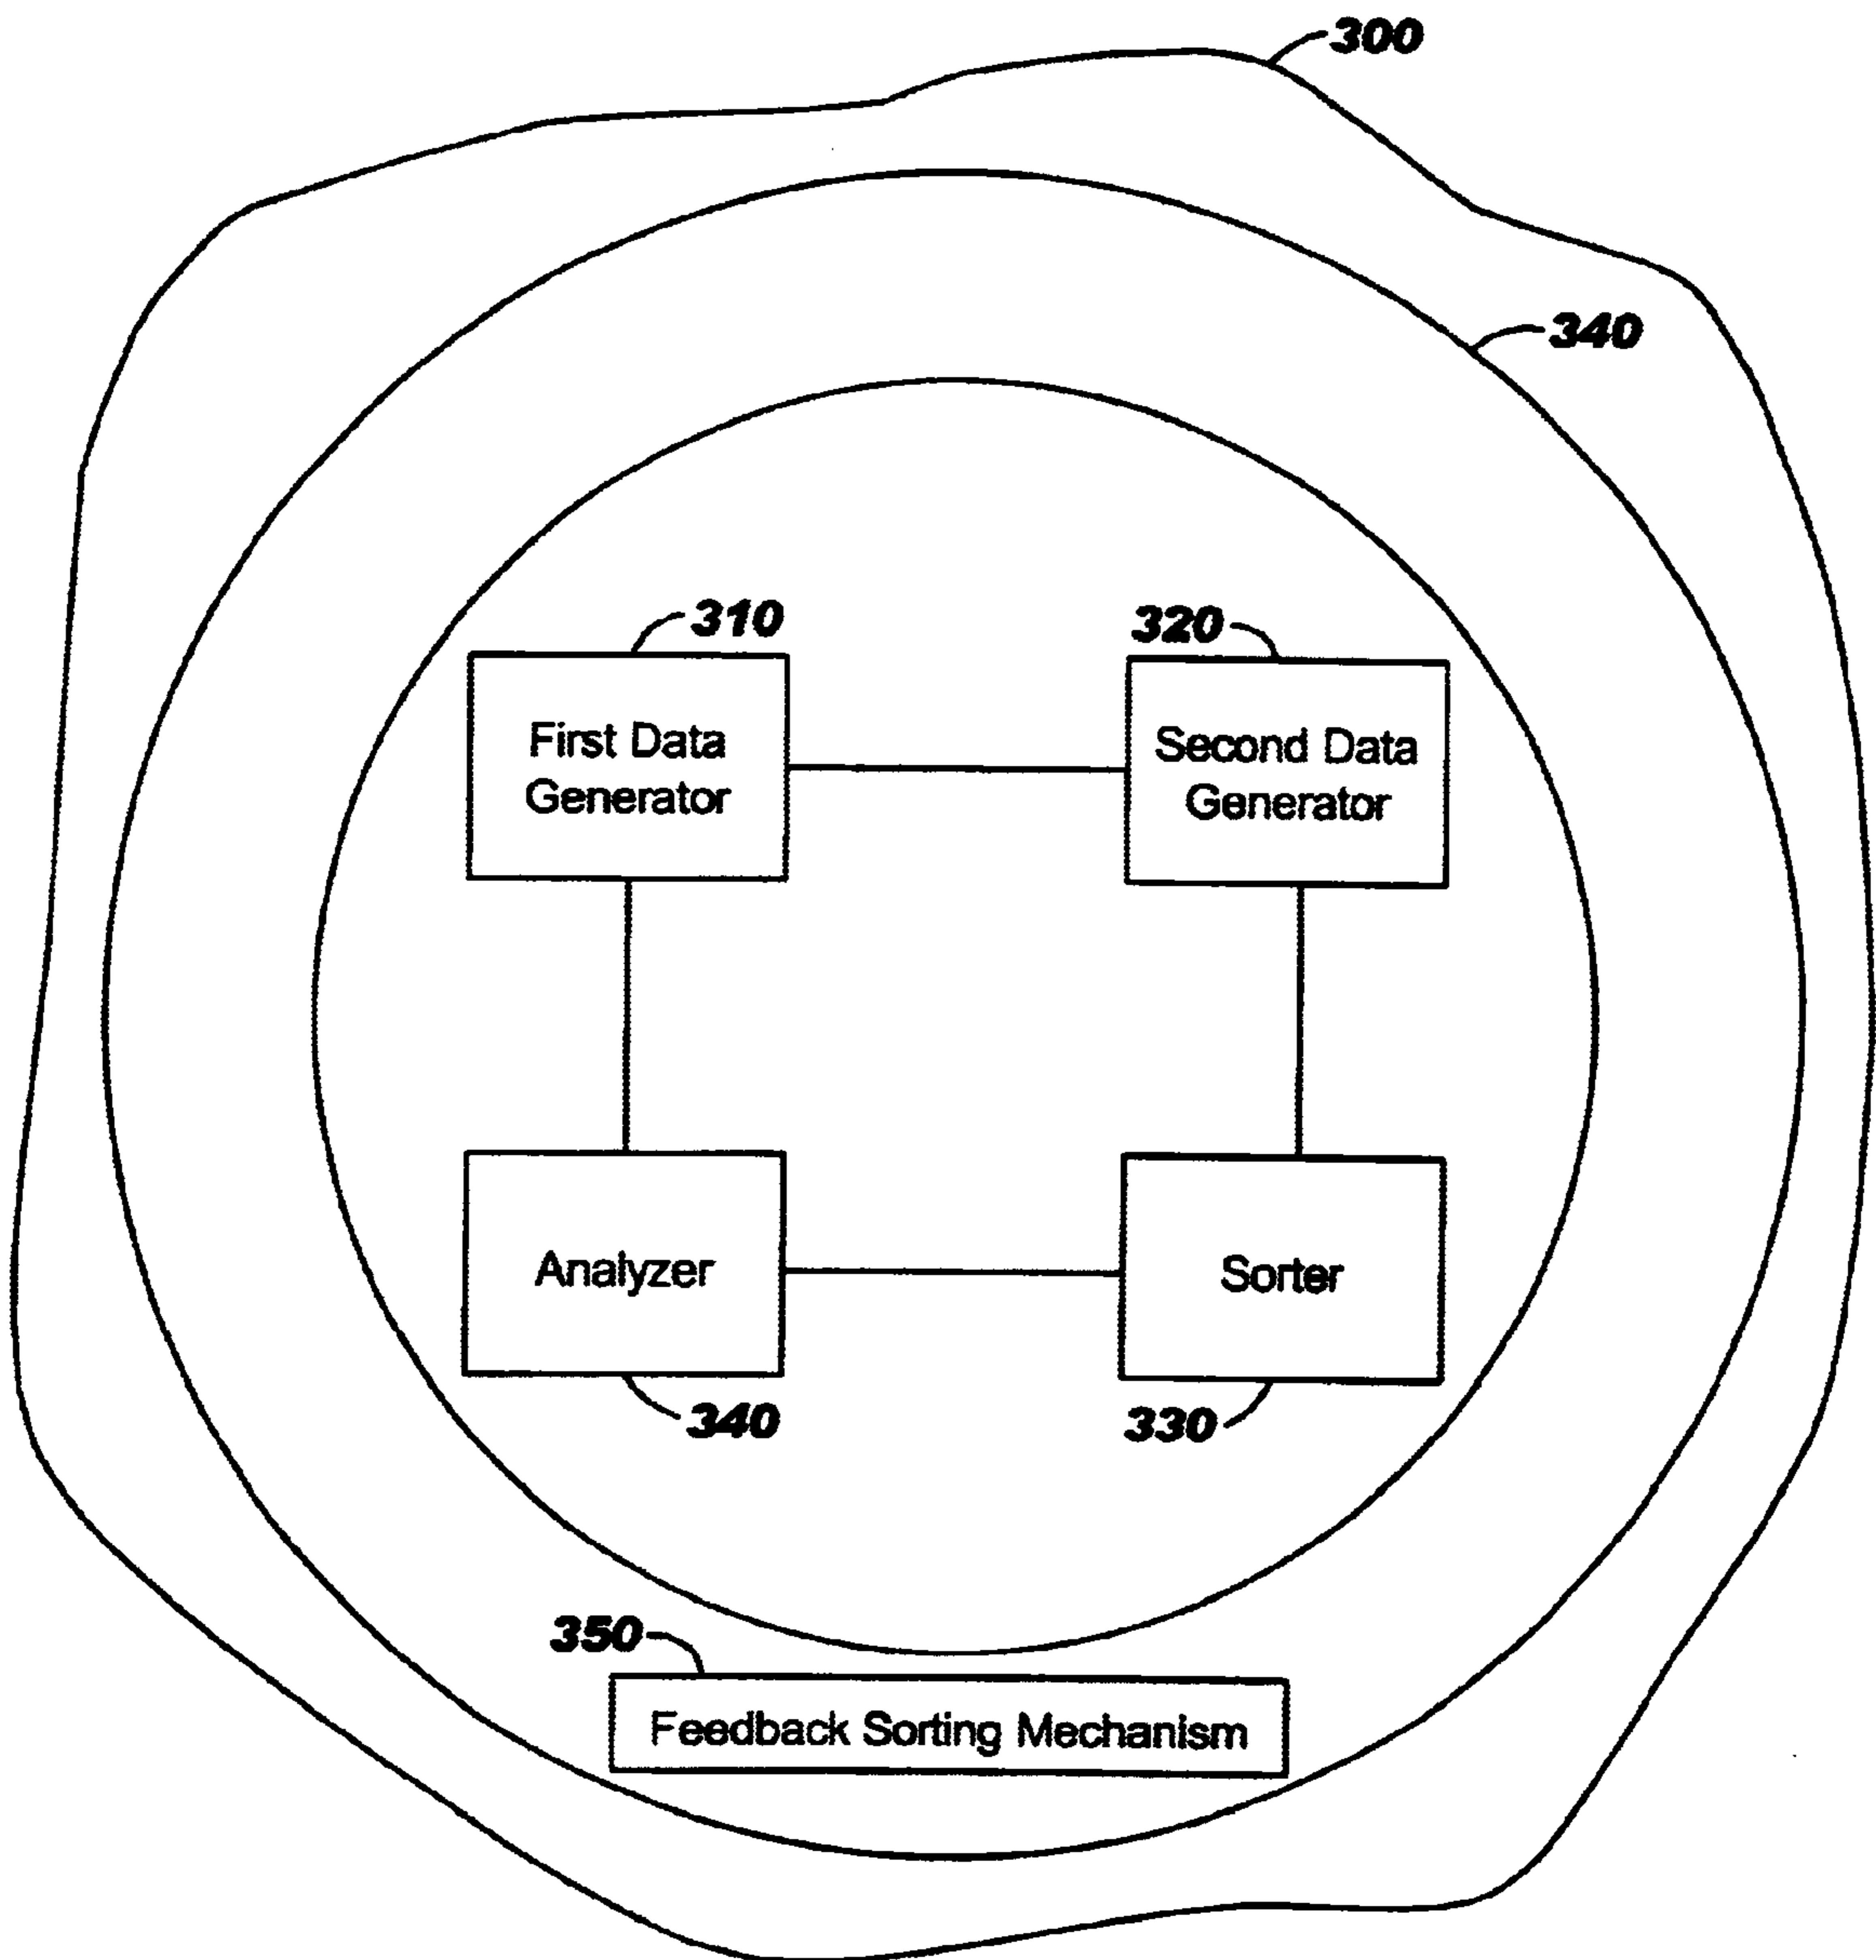 300
340
310
320
First Data
Generator
Second Data
Generator
Analyzer
Sorter
340
330
350
Feedback Sorting Mechanism